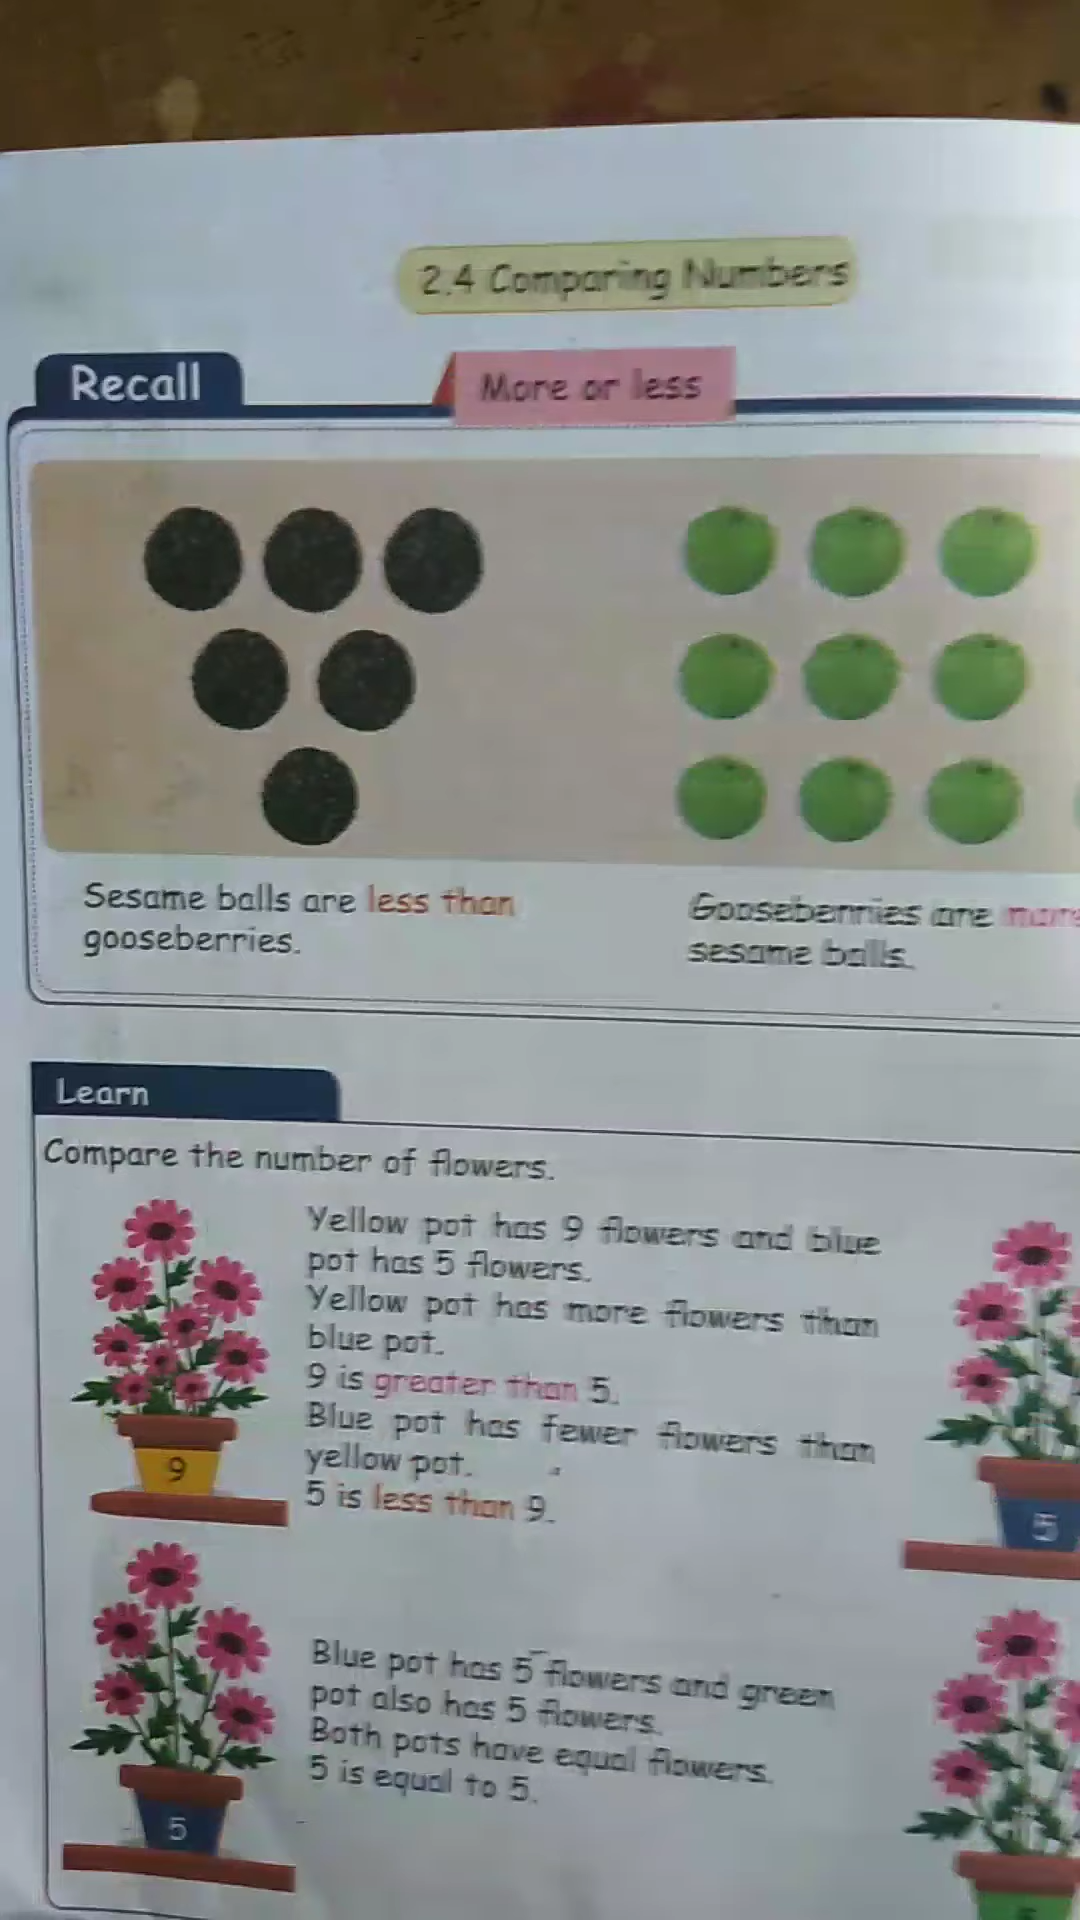 2.4 Comparing Numbers
Recall
More or less
Sesame balls are less than
gooseberries.
Gooseberries are more
sesame balls.
Learn
Compare the number of flowers.
Yellow pot has 9 flowers and blue
pot has 5 flowers.
Yellow pot has more flowers than
blue pot.
9 is greater than 5.
Blue pot has fewer flowers than
yellow pot.
5 is less than 9.
9
5
Blue pot has 5 flowers and green
pot also has 5 flowers.
Both pots have equal flowers.
5 is equal to 5.
5